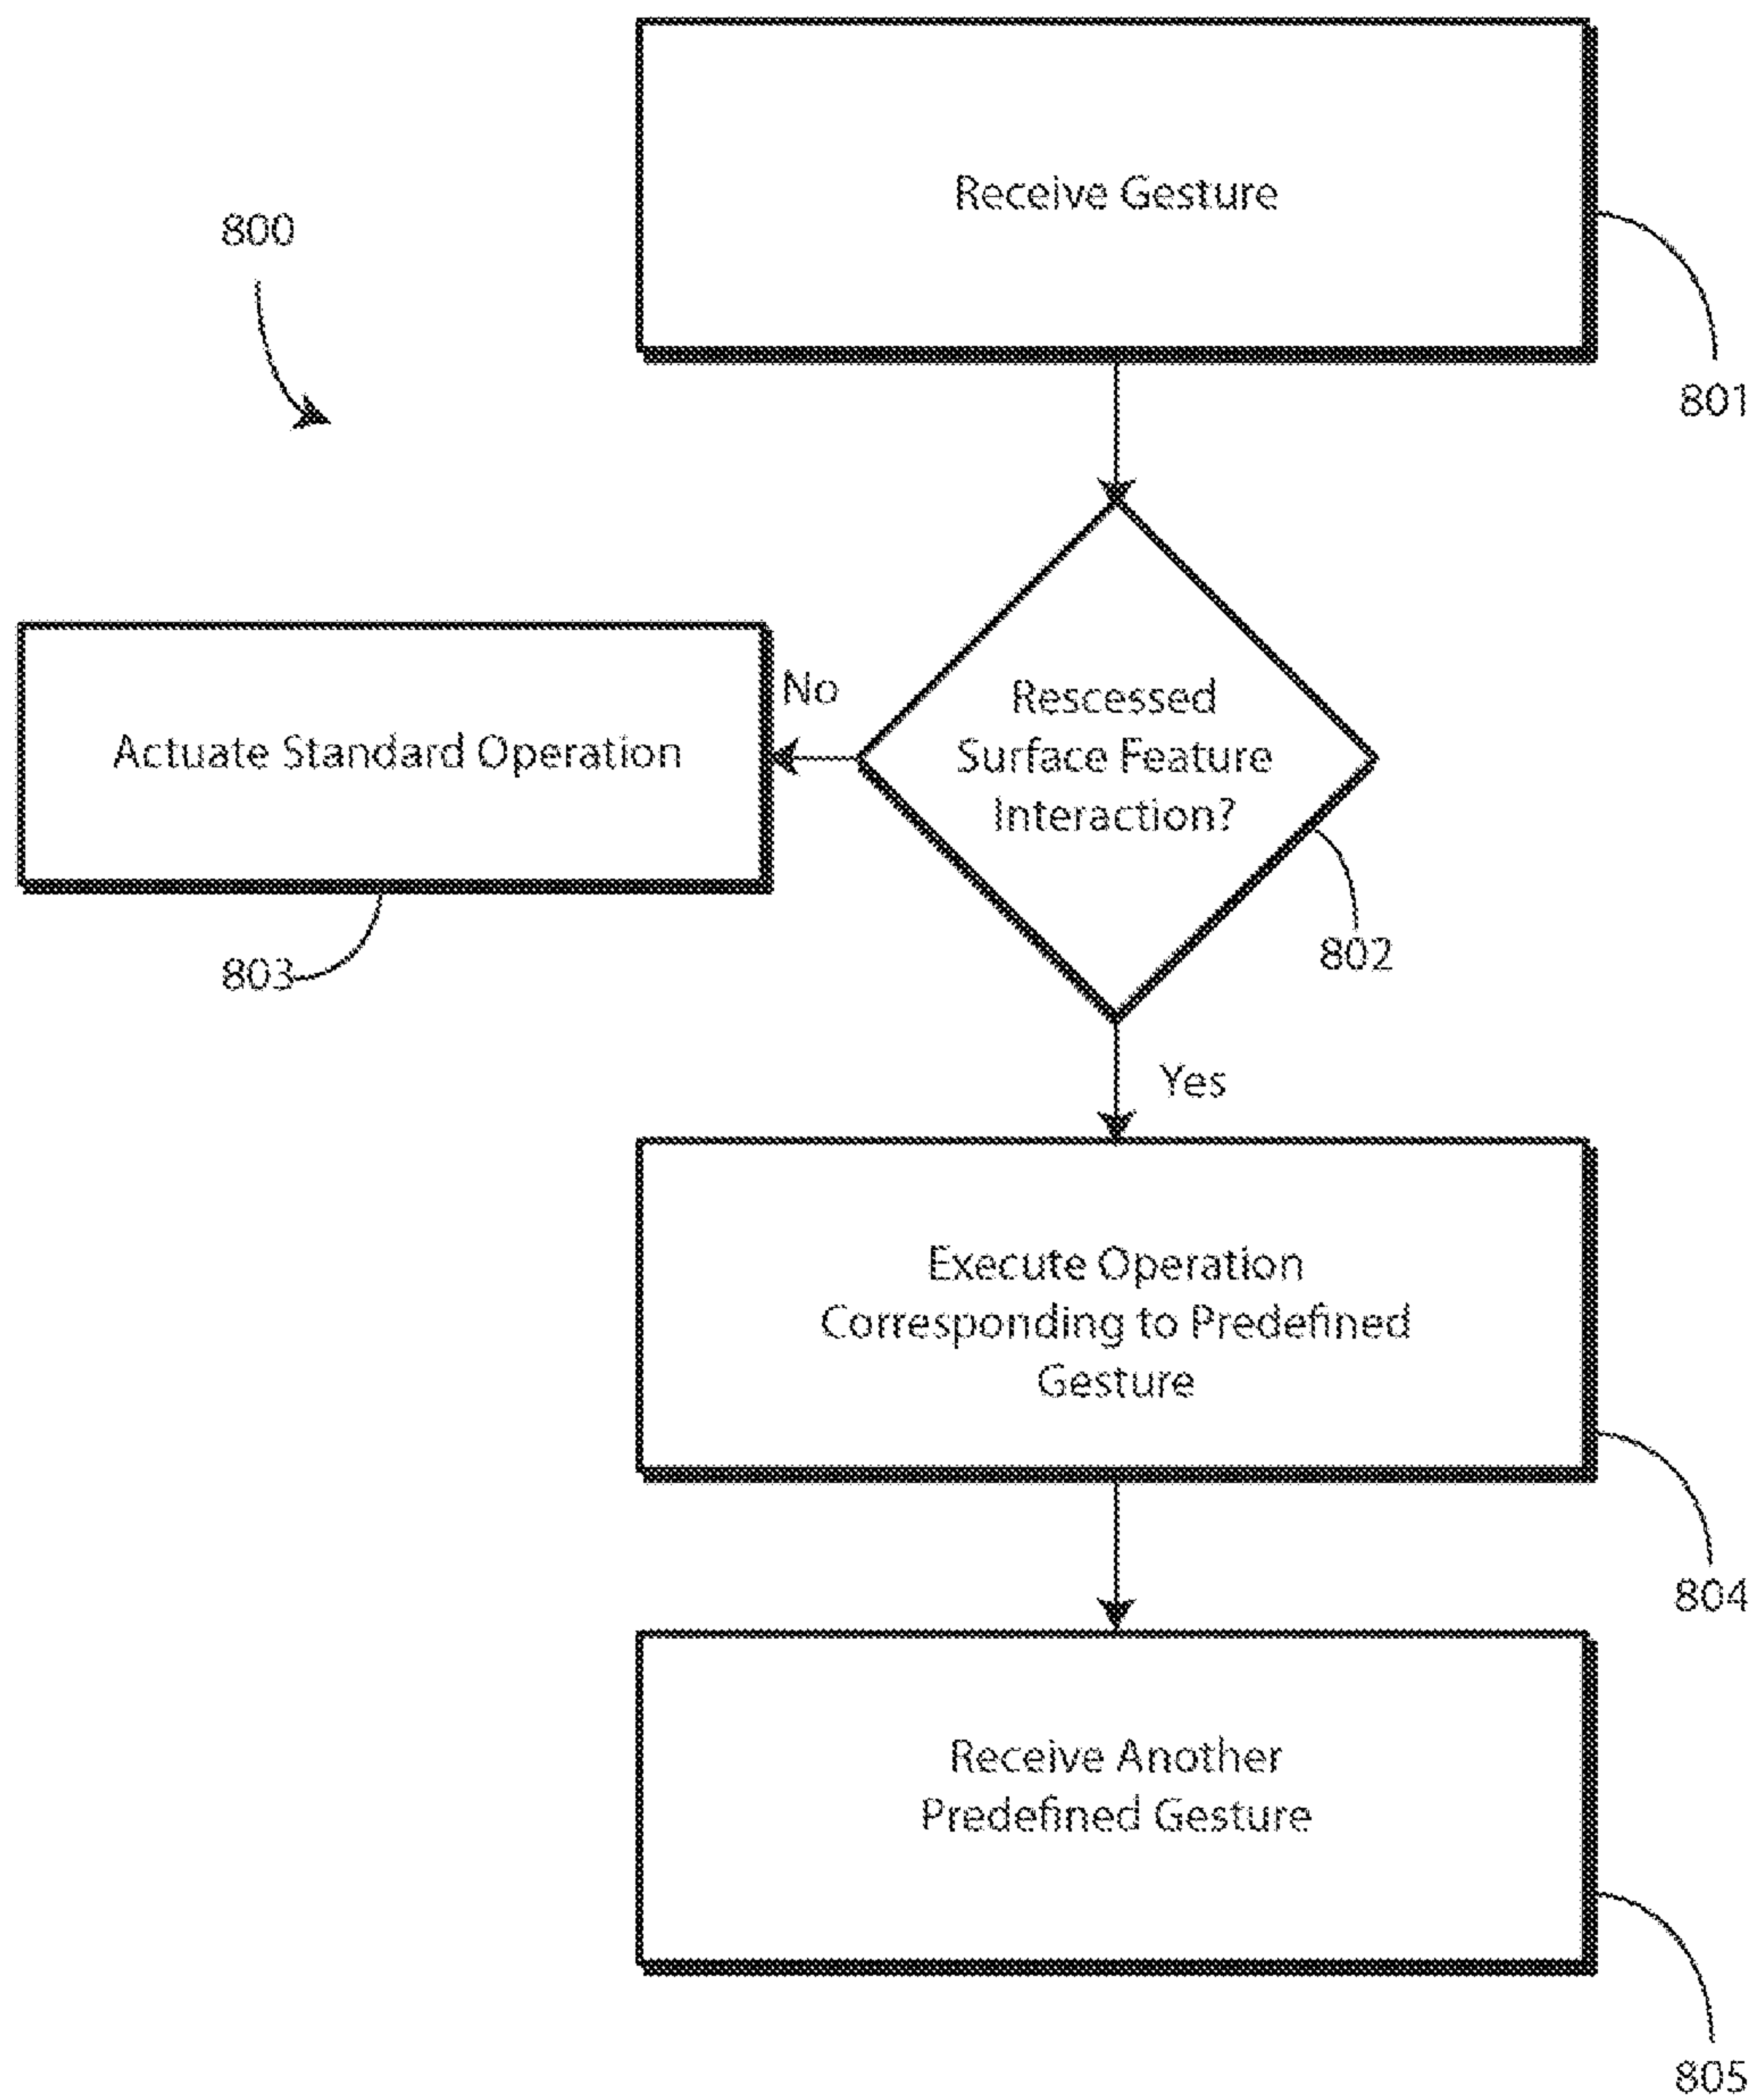 Receive Gesture
800
801
Rescessed
Surface Feature
Interaction?
No
Actuate Standard Operation
802
803
Yes
Execute Operation
Corresponding to Predefined
Gesture
804
Receive Another
Predefined Gesture
805